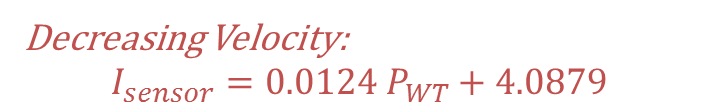 Decreasing Velocity:
I_sensor = 0.0124 P_WT + 4.0879